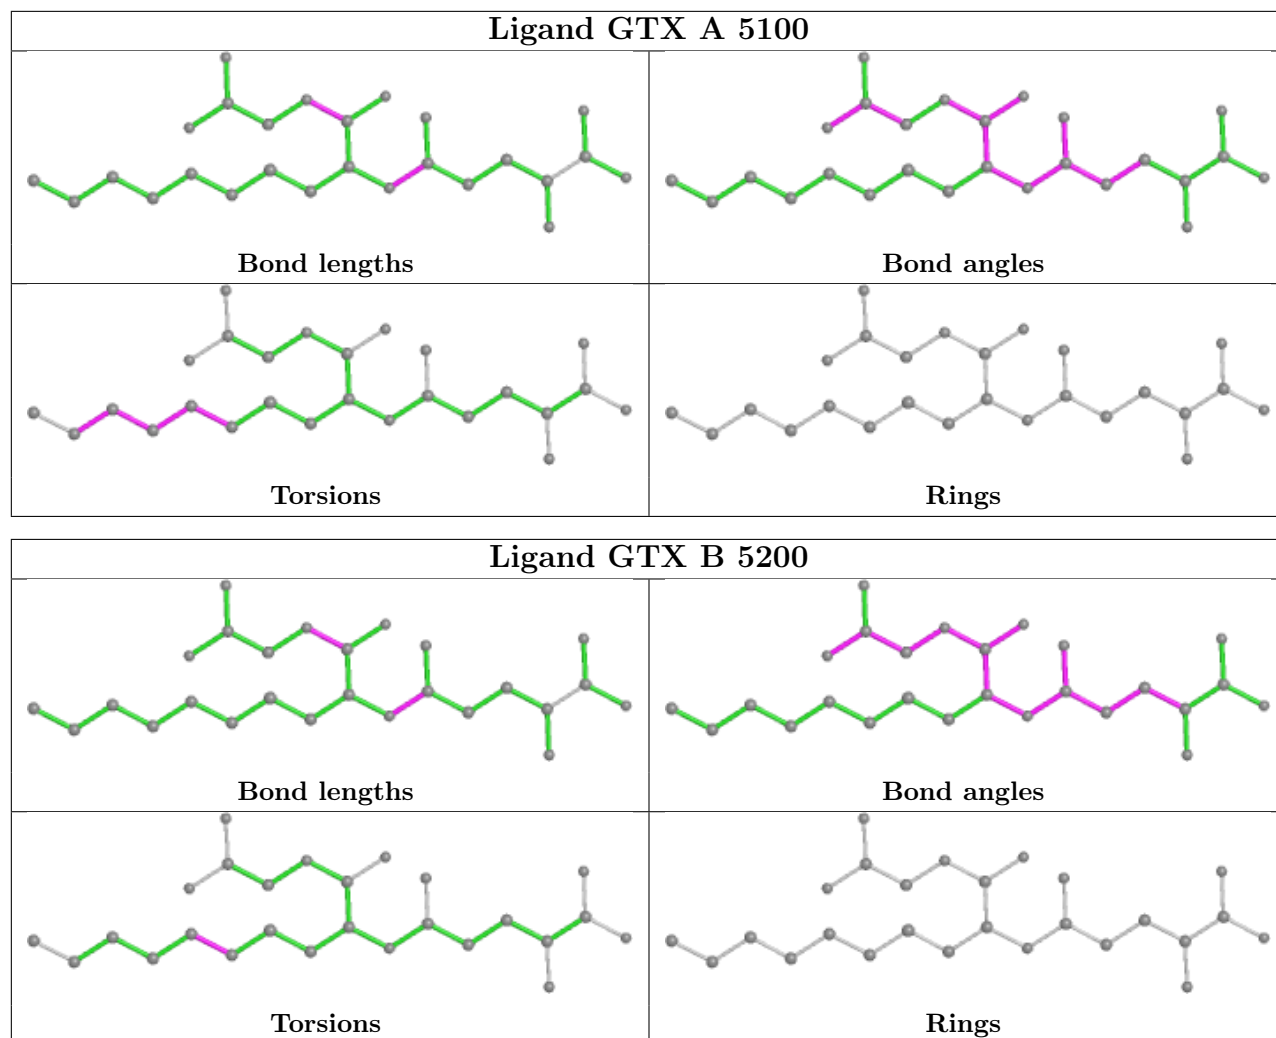 Ligand GTX A 5100
Bond lengths
Bond angles
Torsions
Rings
Ligand GTX B 5200
Bond lengths
Bond angles
Torsions
Rings